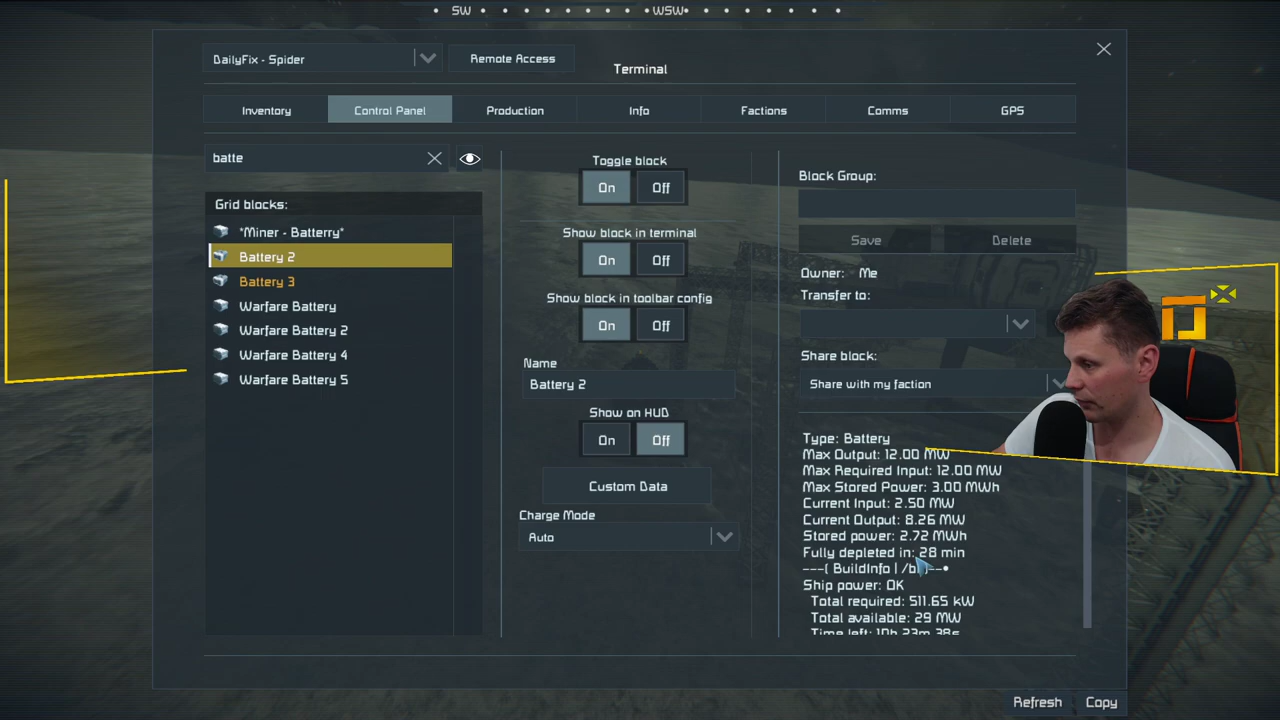 SW
WSW
DailyFix - Spider
Remote Access
Terminal
Inventory
Control Panel
Production
Info
Factions
Comms
GPS
batte
Grid blocks:
*Miner - Batterry*
Battery 2
Battery 3
Warfare Battery
Warfare Battery 2
Warfare Battery 4
Warfare Battery 5
Toggle block
On Off
Show block in terminal
On Off
Show block in toolbar config
On Off
Name
Battery 2
Show on HUD
On Off
Custom Data
Charge Mode
Auto
Block Group:
Save Delete
Owner: Me
Transfer to:
Share block:
Share with my faction
Type: Battery
Max Output: 12.00 MW
Max Required Input: 12.00 MW
Max Stored Power: 3.00 MWh
Current Input: 2.50 MW
Current Output: 8.26 MW
Stored power: 2.72 MWh
Fully depleted in: 28 min
---( BuildInfo | /bi )--•
Ship power: OK
Total required: 511.65 kW
Total available: 29 MW
Time left: 10h 23m 38s
Refresh Copy